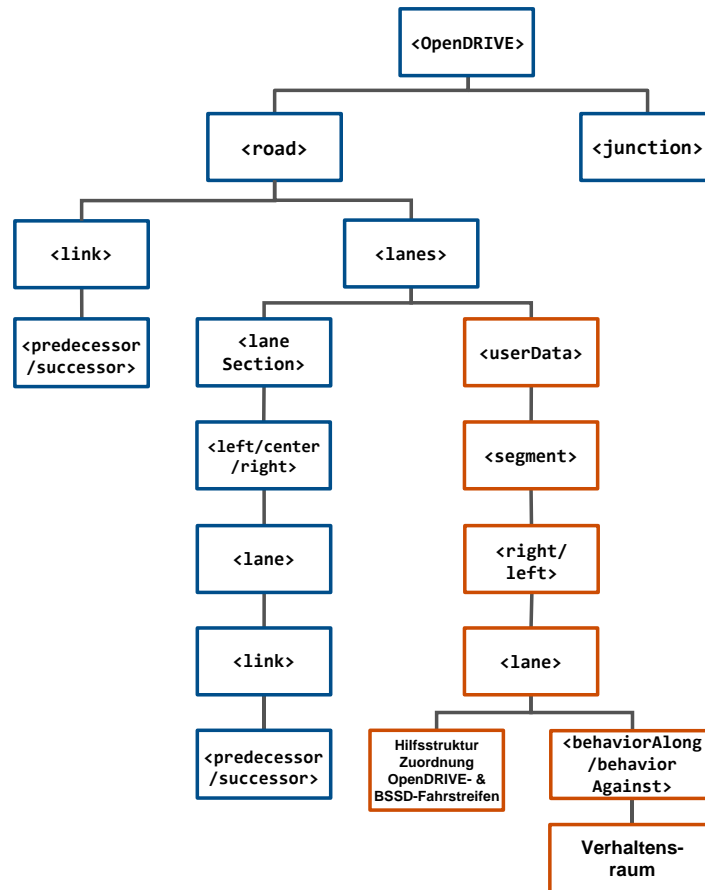 <OpenDRIVE>
<road>
<junction>
<link>
<lanes>
<predecessor
/successor>
<lane
Section>
<userData>
<left/center
/right>
<segment>
<lane>
<right/
left>
<link>
<lane>
<predecessor
/successor>
Hilfsstruktur
Zuordnung
OpenDRIVE- &
BSSD-Fahrstreifen
<behaviorAlong
/behavior
Against>
Verhaltens-
raum